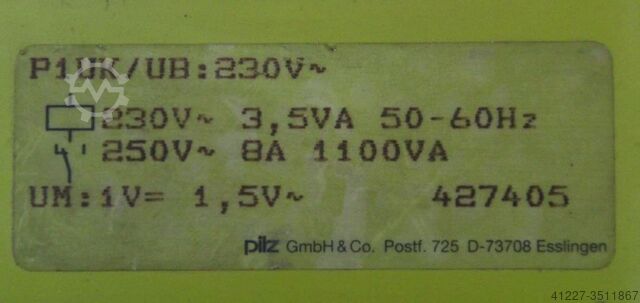 P1UK/UB:230V~
230V~ 3,5VA 50-60Hz
250V~ 8A 1100VA
UM:1V= 1,5V~ 427405
pilz GmbH & Co. Postf. 725 D-73708 Esslingen
41227-3511867